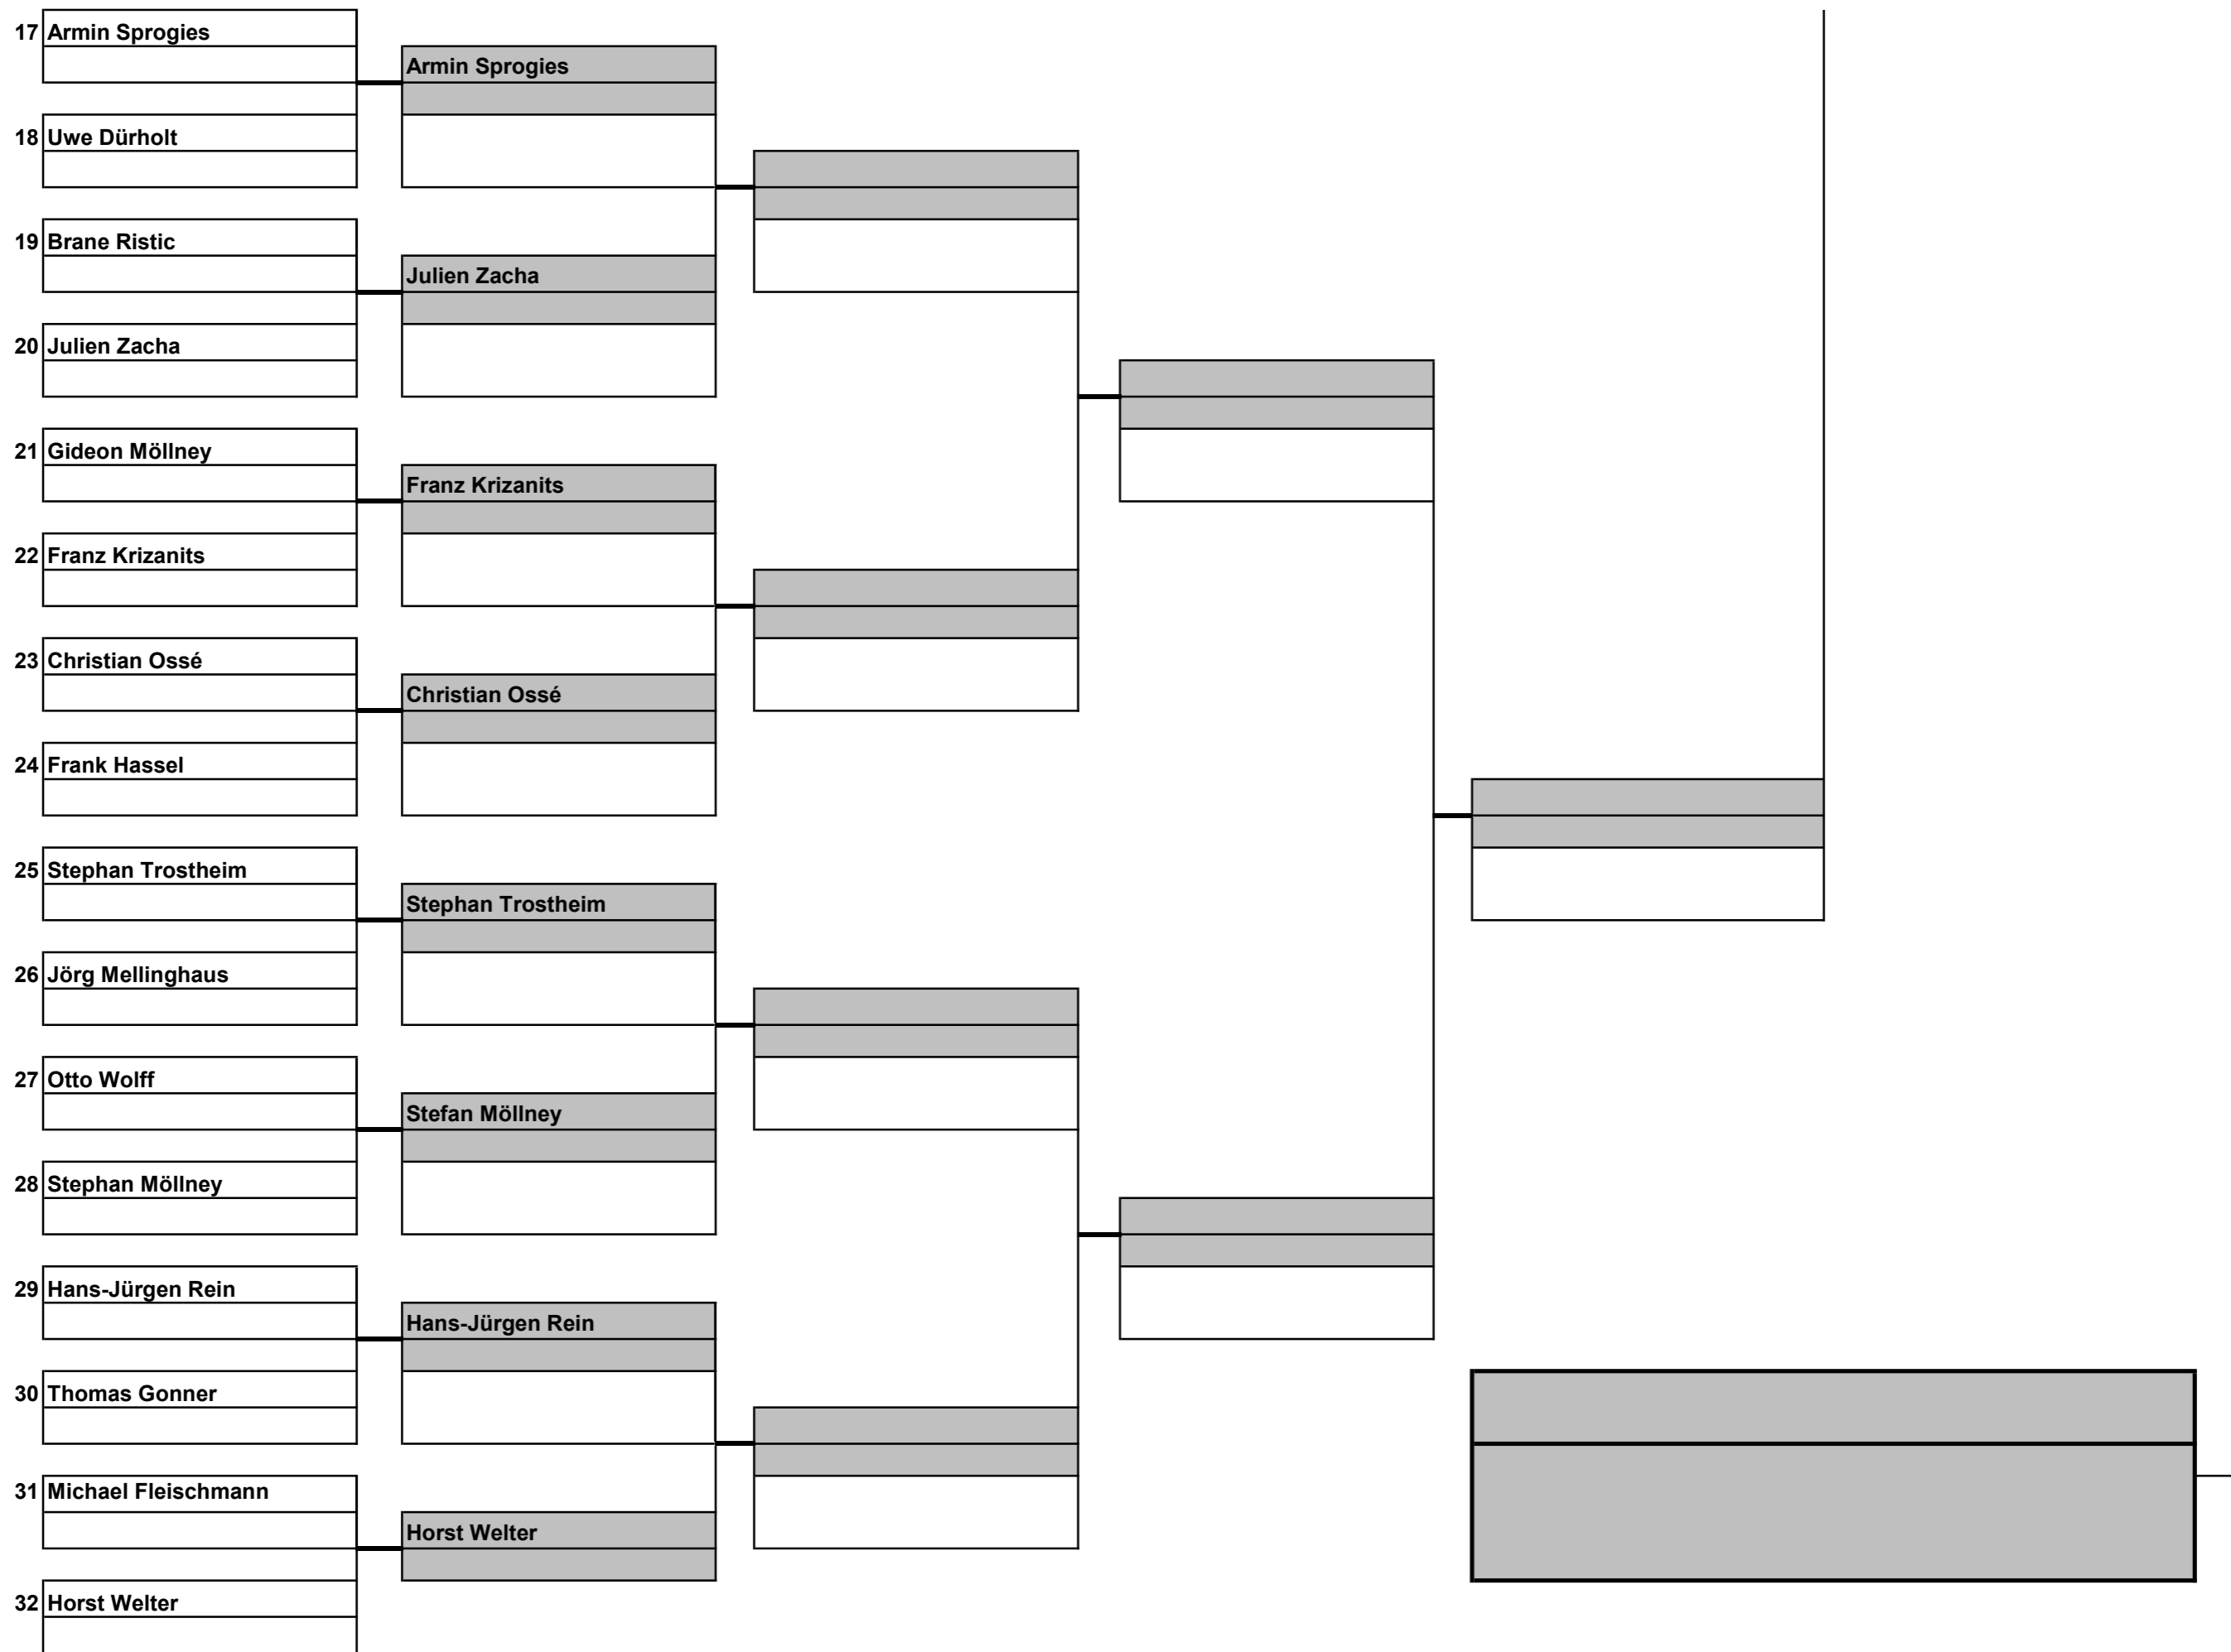 17 Armin Sprogies
Armin Sprogies
18 Uwe Dürholt
19 Brane Ristic
Julien Zacha
20 Julien Zacha
21 Gideon Möllney
Franz Krizanits
22 Franz Krizanits
23 Christian Ossé
Christian Ossé
24 Frank Hassel
25 Stephan Trostheim
Stephan Trostheim
26 Jörg Mellinghaus
27 Otto Wolff
Stefan Möllney
28 Stephan Möllney
29 Hans-Jürgen Rein
Hans-Jürgen Rein
30 Thomas Gonner
31 Michael Fleischmann
Horst Welter
32 Horst Welter